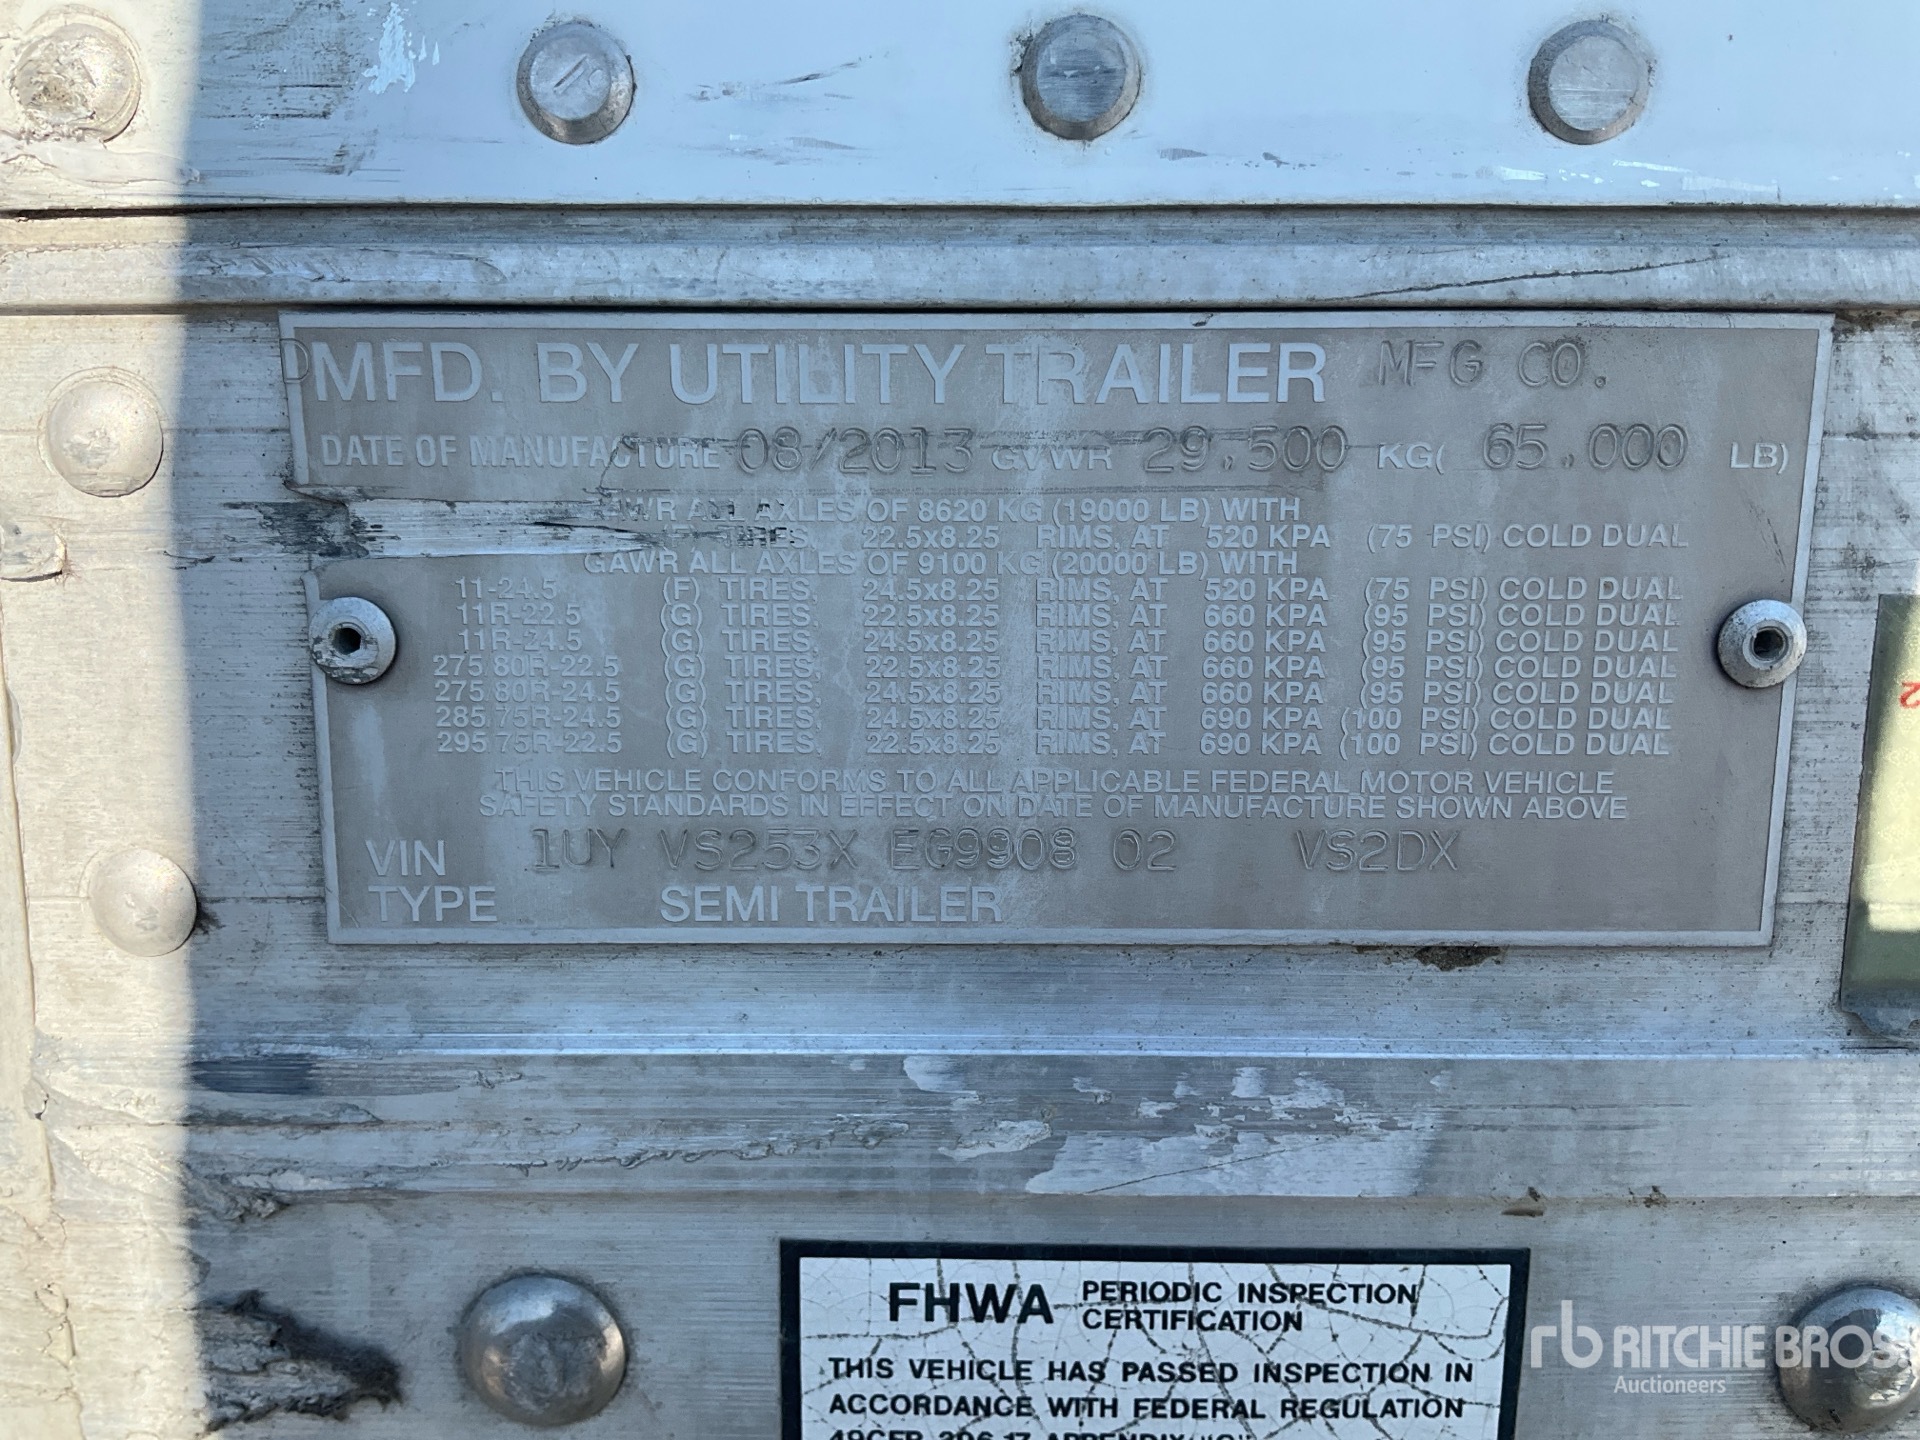 MFD. BY UTILITY TRAILER MFG CO.
DATE OF MANUFACTURE 08/2013 GVWR 29,500 KG( 65,000 LB)
GAWR ALL AXLES OF 8620 KG (19000 LB) WITH
(F) TIRES, 22.5x8.25 RIMS, AT 520 KPA (75 PSI) COLD DUAL
GAWR ALL AXLES OF 9100 KG (20000 LB) WITH
11-24.5 (F) TIRES, 24.5x8.25 RIMS, AT 520 KPA (75 PSI) COLD DUAL
11R-22.5 (G) TIRES, 22.5x8.25 RIMS, AT 660 KPA (95 PSI) COLD DUAL
11R-24.5 (G) TIRES, 24.5x8.25 RIMS, AT 660 KPA (95 PSI) COLD DUAL
275 80R-22.5 (G) TIRES, 22.5x8.25 RIMS, AT 660 KPA (95 PSI) COLD DUAL
275 80R-24.5 (G) TIRES, 24.5x8.25 RIMS, AT 660 KPA (95 PSI) COLD DUAL
285 75R-24.5 (G) TIRES, 24.5x8.25 RIMS, AT 690 KPA (100 PSI) COLD DUAL
295 75R-22.5 (G) TIRES, 22.5x8.25 RIMS, AT 690 KPA (100 PSI) COLD DUAL
THIS VEHICLE CONFORMS TO ALL APPLICABLE FEDERAL MOTOR VEHICLE
SAFETY STANDARDS IN EFFECT ON DATE OF MANUFACTURE SHOWN ABOVE
VIN 1UY VS253X EG9908 02 VS2DX
TYPE SEMI TRAILER
FHWA PERIODIC INSPECTION
CERTIFICATION
THIS VEHICLE HAS PASSED INSPECTION IN
ACCORDANCE WITH FEDERAL REGULATION
49CFR 396.17 APPENDIX "G"
rb RITCHIE BROS.
Auctioneers